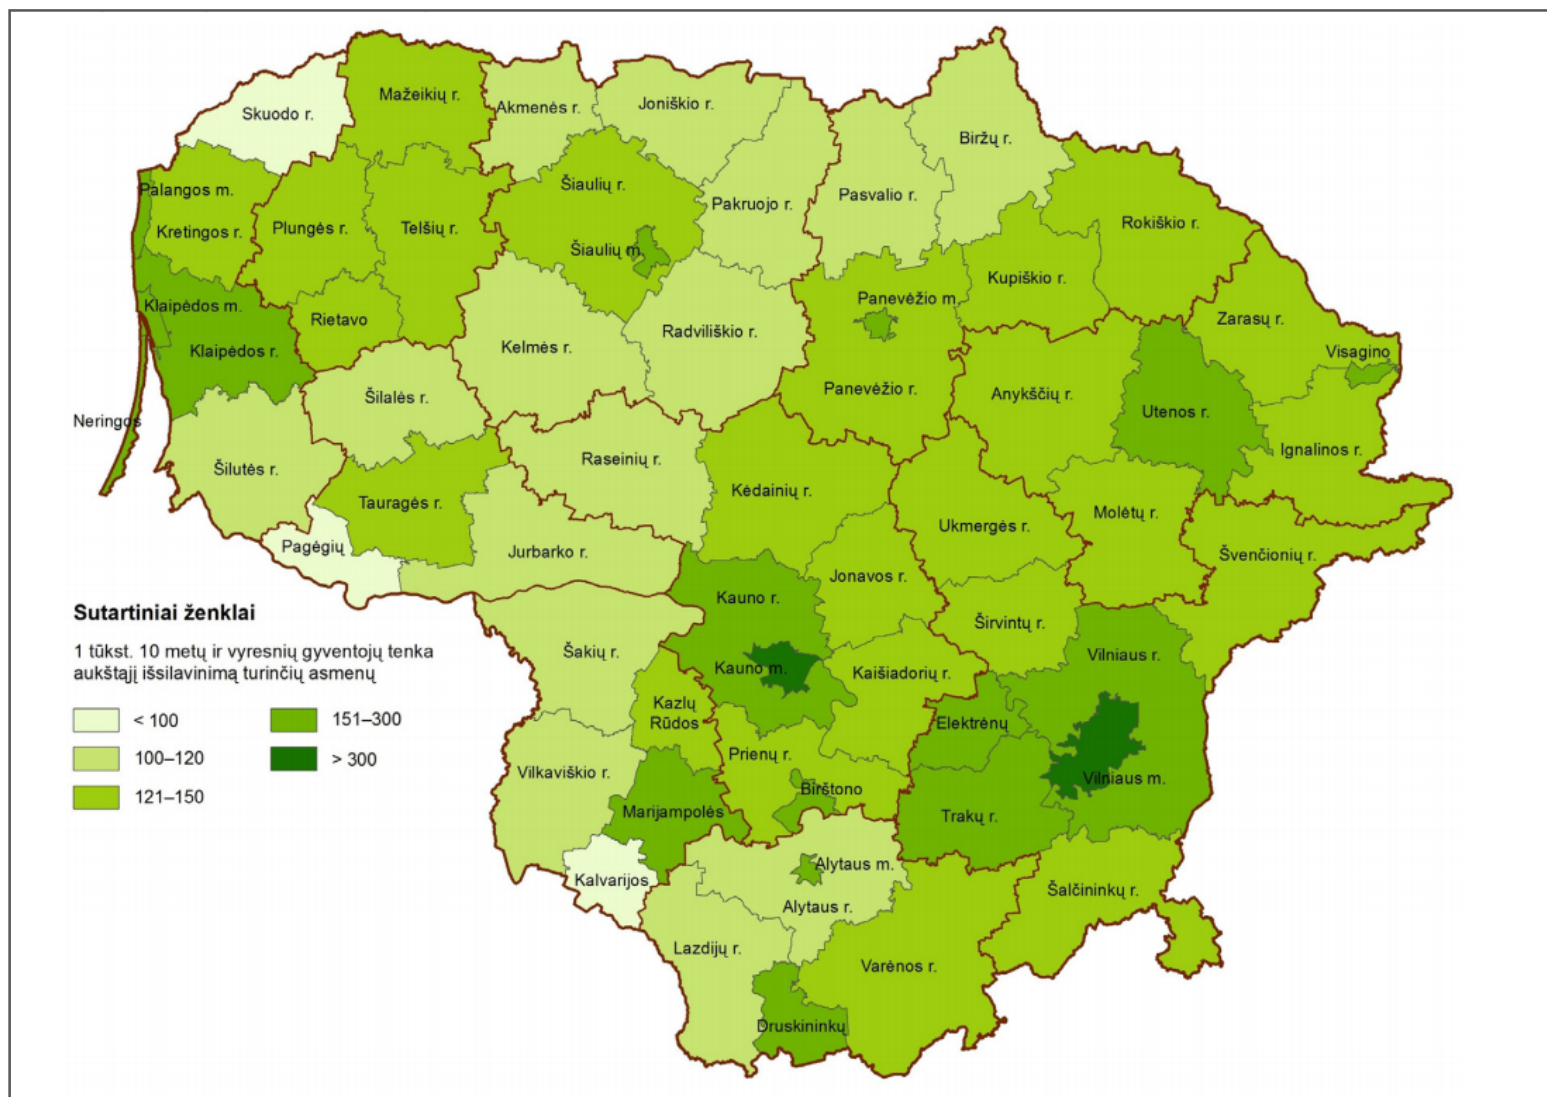 Skuodo r.
Mažeikių r.
Akmenės r.
Joniškio r.
Biržų r.
Palangos m.
Kretingos r.
Plungės r.
Telšių r.
Šiaulių r.
Šiaulių m.
Pakruojo r.
Pasvalio r.
Rokiškio r.
Kupiškio r.
Klaipėdos m.
Klaipėdos r.
Rietavo
Kelmės r.
Radviliškio r.
Panevėžio m.
Panevėžio r.
Zarasų r.
Visagino
Anykščių r.
Utenos r.
Ignalinos r.
Neringos
Šilalės r.
Šilutės r.
Raseinių r.
Tauragės r.
Kėdainių r.
Ukmergės r.
Molėtų r.
Švenčionių r.
Pagėgių
Jurbarko r.
Jonavos r.
Kauno r.
Širvintų r.
Šakių r.
Kauno m.
Kaišiadorių r.
Vilniaus r.
Kazlų
Rūdos
Elektrėnų
Prienų r.
Vilkaviškio r.
Birštono
Vilniaus m.
Marijampolės
Trakų r.
Kalvarijos
Alytaus m.
Alytaus r.
Šalčininkų r.
Lazdijų r.
Varėnos r.
Druskininkų
Sutartiniai ženklai
1 tūkst. 10 metų ir vyresnių gyventojų tenka
aukštąjį išsilavinimą turinčių asmenų
< 100
100–120
121–150
151–300
> 300